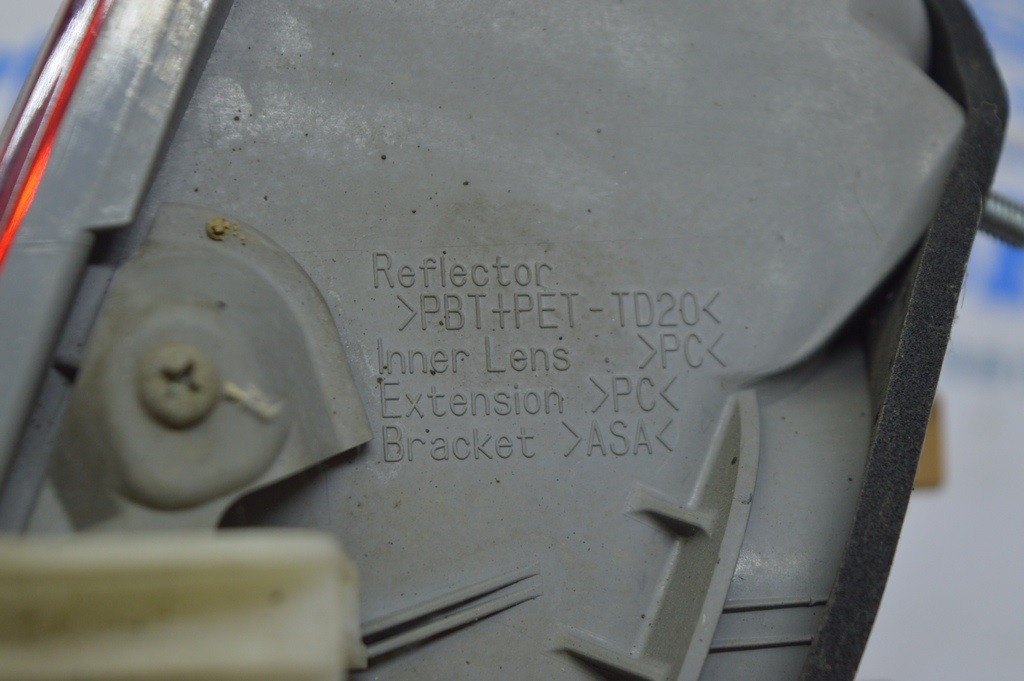 Reflector
>PBT+PET-TD20<
Inner Lens >PC<
Extension >PC<
Bracket >ASA<